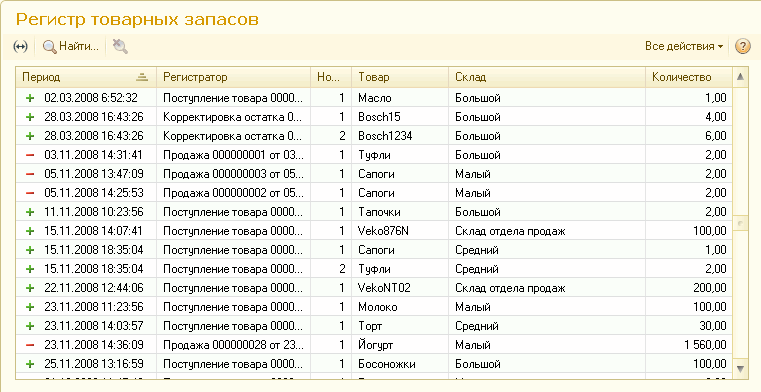 Регистр товарных запасов
Найти... Все действия ?
Период Регистратор Но... Товар Склад Количество
02.03.2008 6:52:32 Поступление товара 0000... 1 Масло Большой 1,00
28.03.2008 16:43:26 Корректировка остатка 0... 1 Bosch15 Большой 4,00
28.03.2008 16:43:26 Корректировка остатка 0... 2 Bosch1234 Большой 6,00
03.11.2008 14:31:41 Продажа 000000001 от 03... 1 Туфли Большой 2,00
05.11.2008 13:47:09 Продажа 000000003 от 05... 1 Сапоги Малый 2,00
05.11.2008 14:25:53 Продажа 000000002 от 05... 1 Сапоги Малый 2,00
11.11.2008 10:23:56 Поступление товара 0000... 1 Тапочки Большой 2,00
15.11.2008 14:07:41 Поступление товара 0000... 1 Veko876N Склад отдела продаж 100,00
15.11.2008 18:35:04 Поступление товара 0000... 1 Сапоги Средний 1,00
15.11.2008 18:35:04 Поступление товара 0000... 2 Туфли Средний 2,00
22.11.2008 12:44:06 Поступление товара 0000... 1 VekoNT02 Склад отдела продаж 200,00
23.11.2008 11:23:56 Поступление товара 0000... 1 Молоко Малый 100,00
23.11.2008 14:03:57 Поступление товара 0000... 1 Торт Средний 30,00
23.11.2008 14:36:09 Продажа 000000028 от 23... 1 Йогурт Малый 1 560,00
25.11.2008 13:16:59 Поступление товара 0000... 1 Босоножки Большой 100,00